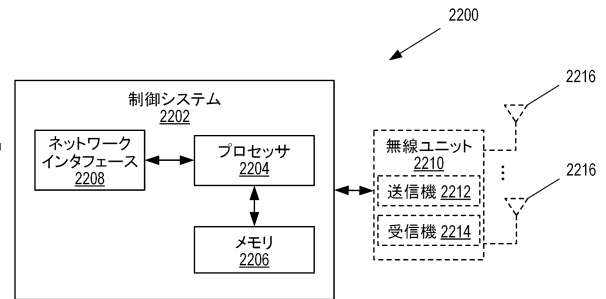 2200
2216
制御システム
2202
ネットワーク
インタフェース
2208
プロセッサ
2204
メモリ
2206
無線ユニット
2210
送信機 2212
受信機 2214
2216